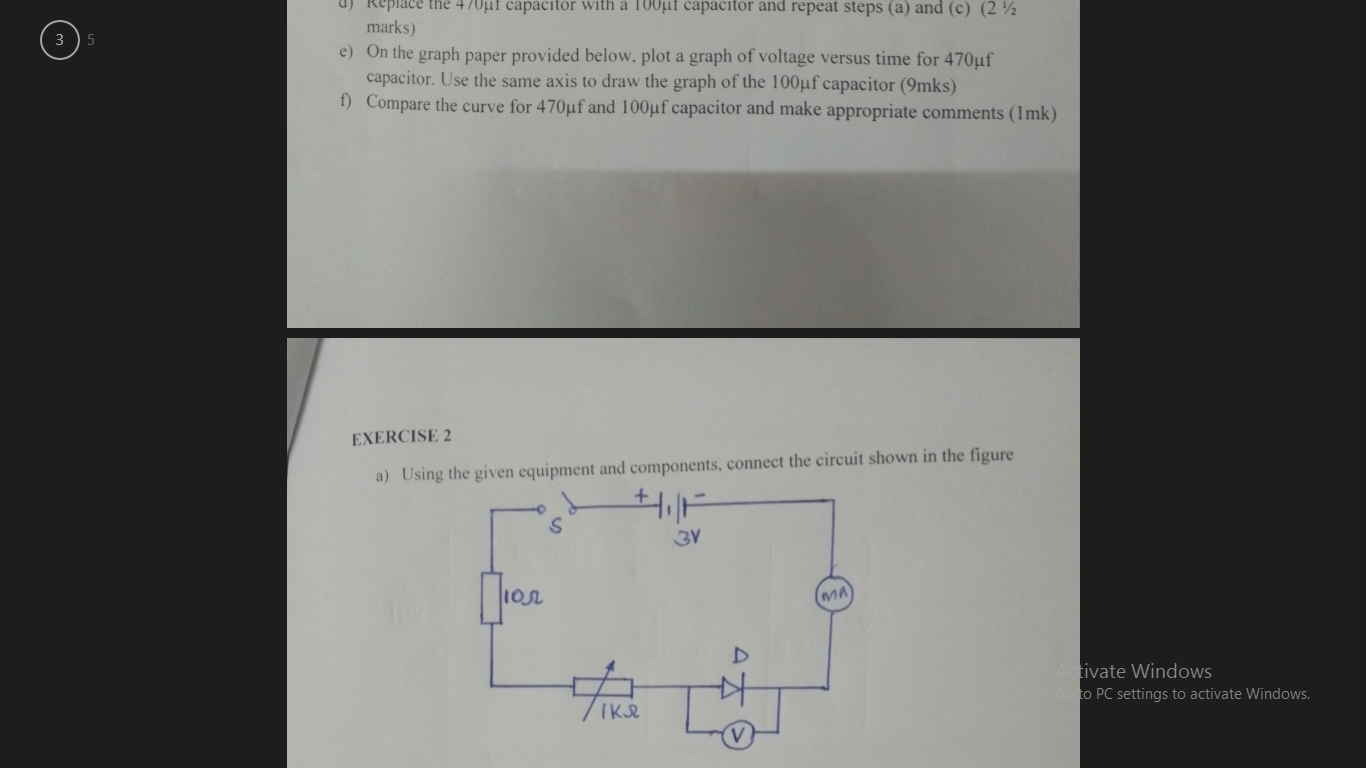 3 5
d) Replace the 470µf capacitor with a 100µf capacitor and repeat steps (a) and (c) (2 ½
marks)
e) On the graph paper provided below, plot a graph of voltage versus time for 470µf
capacitor. Use the same axis to draw the graph of the 100µf capacitor (9mks)
f) Compare the curve for 470µf and 100µf capacitor and make appropriate comments (1mk)
EXERCISE 2
a) Using the given equipment and components, connect the circuit shown in the figure
+ -
S
3V
10Ω
mA
D
1KΩ
V
Activate Windows
Go to PC settings to activate Windows.